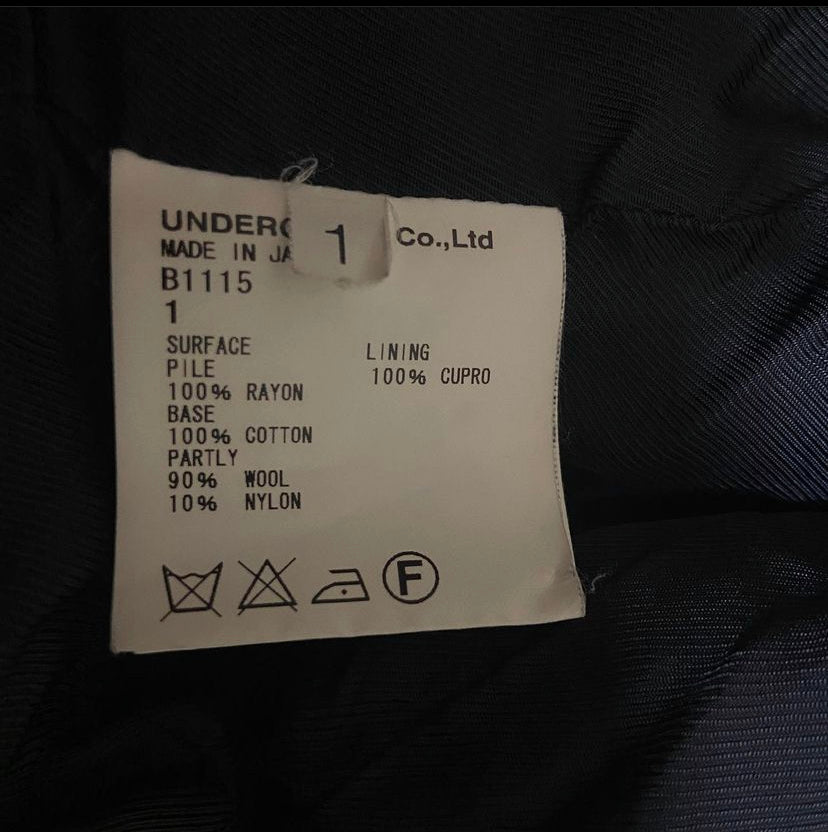 UNDERC
1
Co.,Ltd
MADE IN JA
B1115
1
SURFACE
PILE
100% RAYON
BASE
100% COTTON
PARTLY
90% WOOL
10% NYLON
LINING
100% CUPRO
F